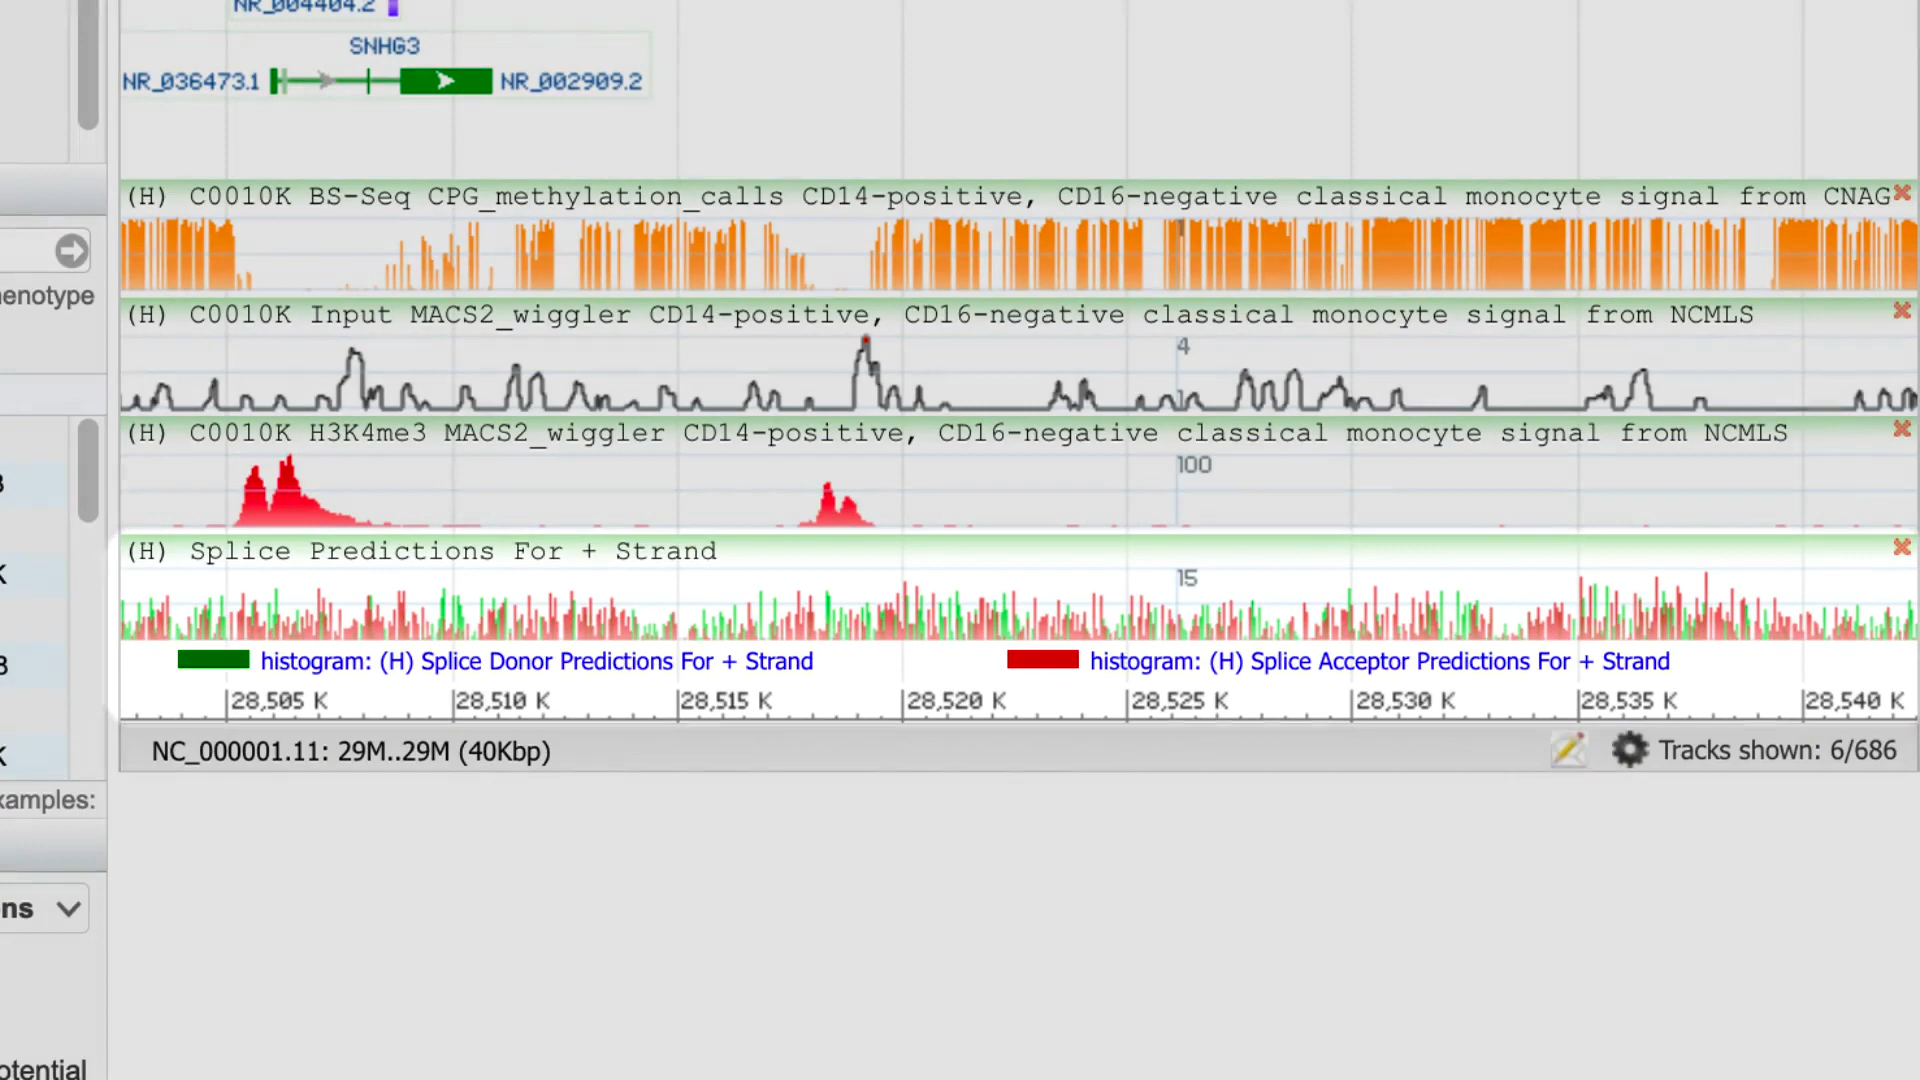 NR_004404.2
SNHG3
NR_036473.1 NR_002909.2
(H) C0010K BS-Seq CPG_methylation_calls CD14-positive, CD16-negative classical monocyte signal from CNAG
enotype
(H) C0010K Input MACS2_wiggler CD14-positive, CD16-negative classical monocyte signal from NCMLS
4
1
(H) C0010K H3K4me3 MACS2_wiggler CD14-positive, CD16-negative classical monocyte signal from NCMLS
100
(H) Splice Predictions For + Strand
15
histogram: (H) Splice Donor Predictions For + Strand histogram: (H) Splice Acceptor Predictions For + Strand
28,505 K 28,510 K 28,515 K 28,520 K 28,525 K 28,530 K 28,535 K 28,540 K
NC_000001.11: 29M..29M (40Kbp) Tracks shown: 6/686
xamples:
ns
otential